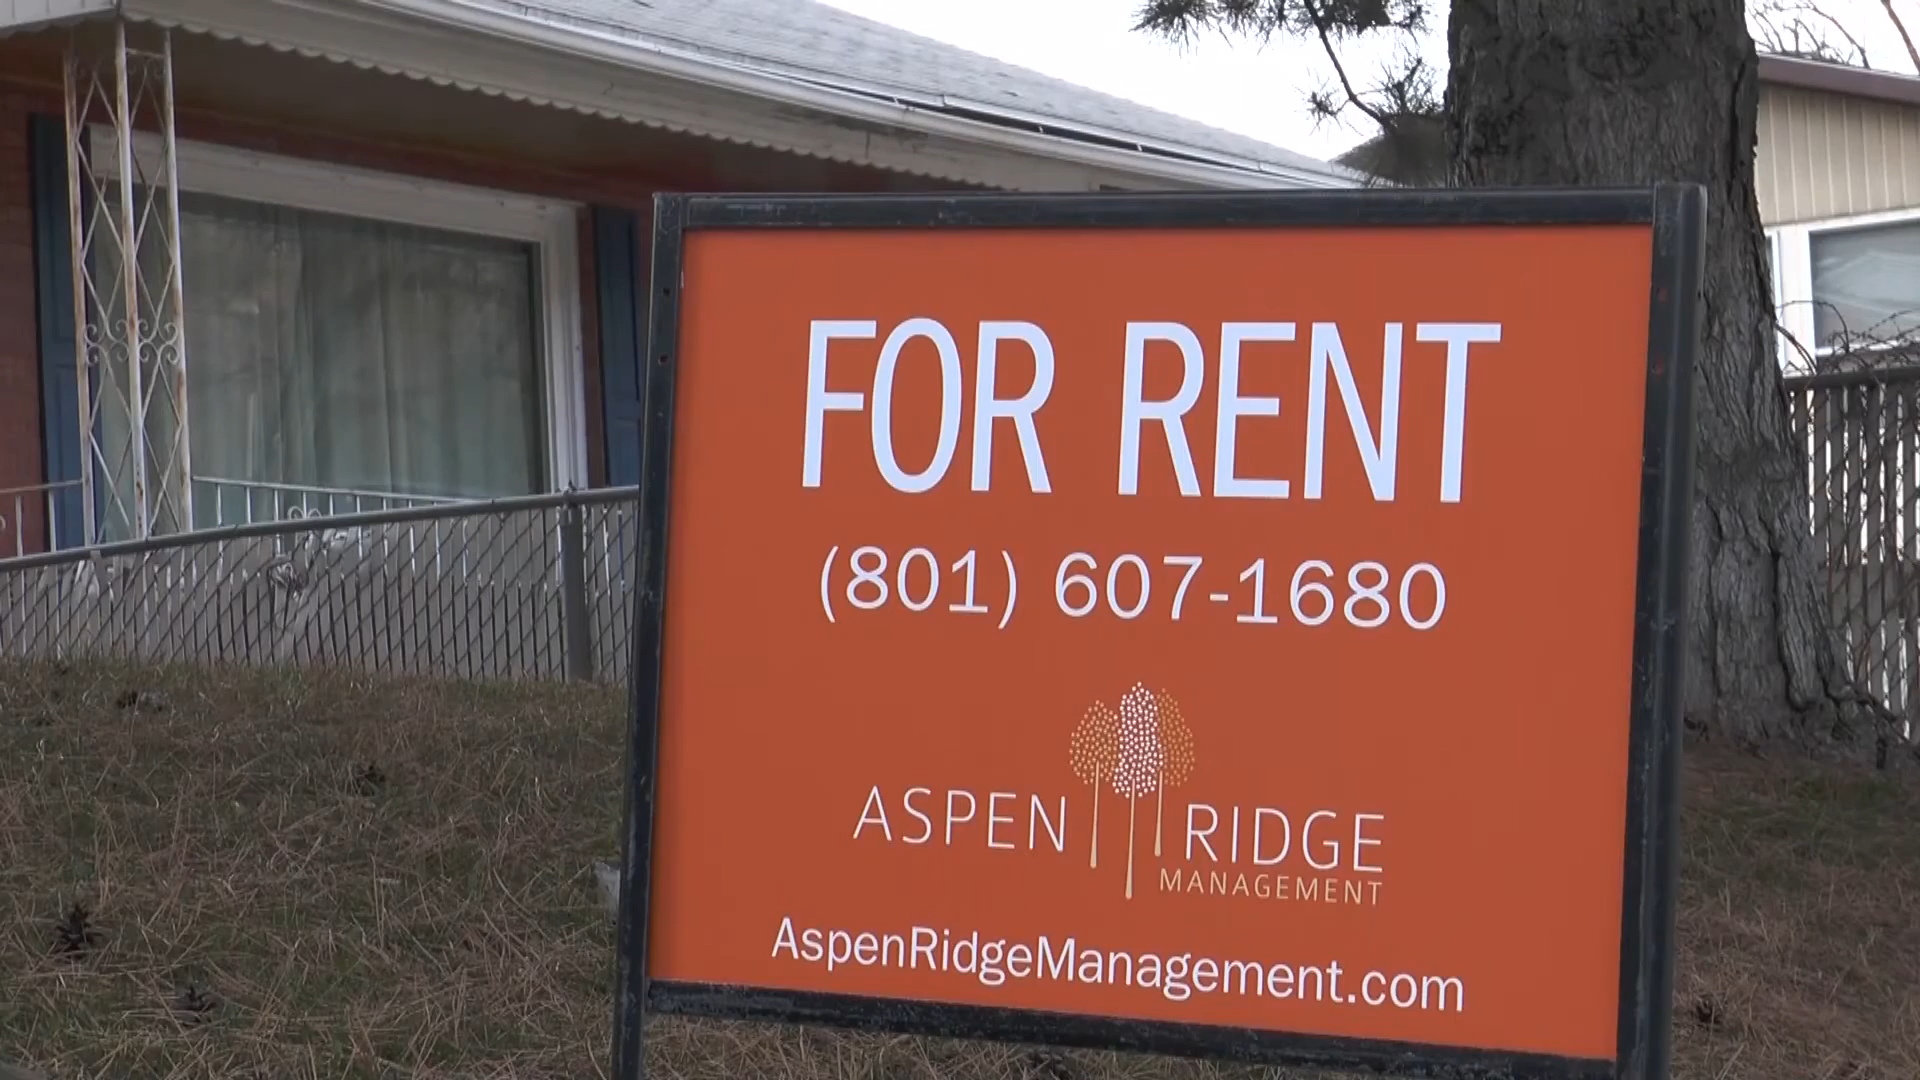 FOR RENT
(801) 607-1680
ASPEN RIDGE
MANAGEMENT
AspenRidgeManagement.com